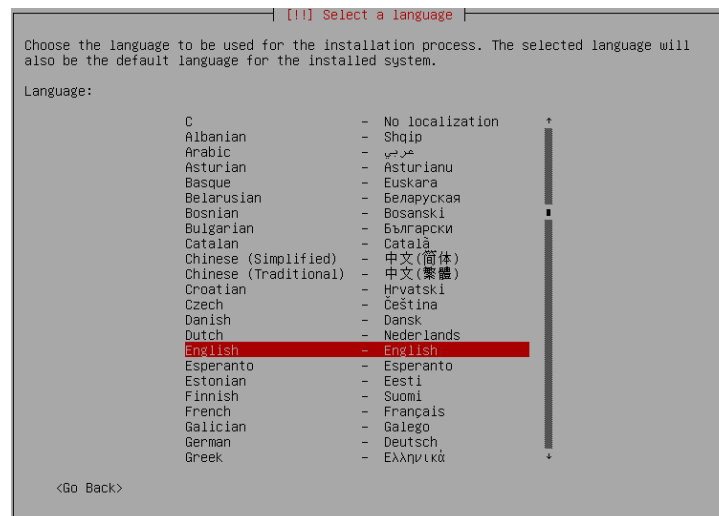 [!!] Select a language
Choose the language to be used for the installation process. The selected language will
also be the default language for the installed system.
Language:
C - No localization
Albanian - Shqip
Arabic - عربي
Asturian - Asturianu
Basque - Euskara
Belarusian - Беларуская
Bosnian - Bosanski
Bulgarian - Български
Catalan - Català
Chinese (Simplified) - 中文(简体)
Chinese (Traditional) - 中文(繁體)
Croatian - Hrvatski
Czech - Čeština
Danish - Dansk
Dutch - Nederlands
English - English
Esperanto - Esperanto
Estonian - Eesti
Finnish - Suomi
French - Français
Galician - Galego
German - Deutsch
Greek - Ελληνικά
<Go Back>